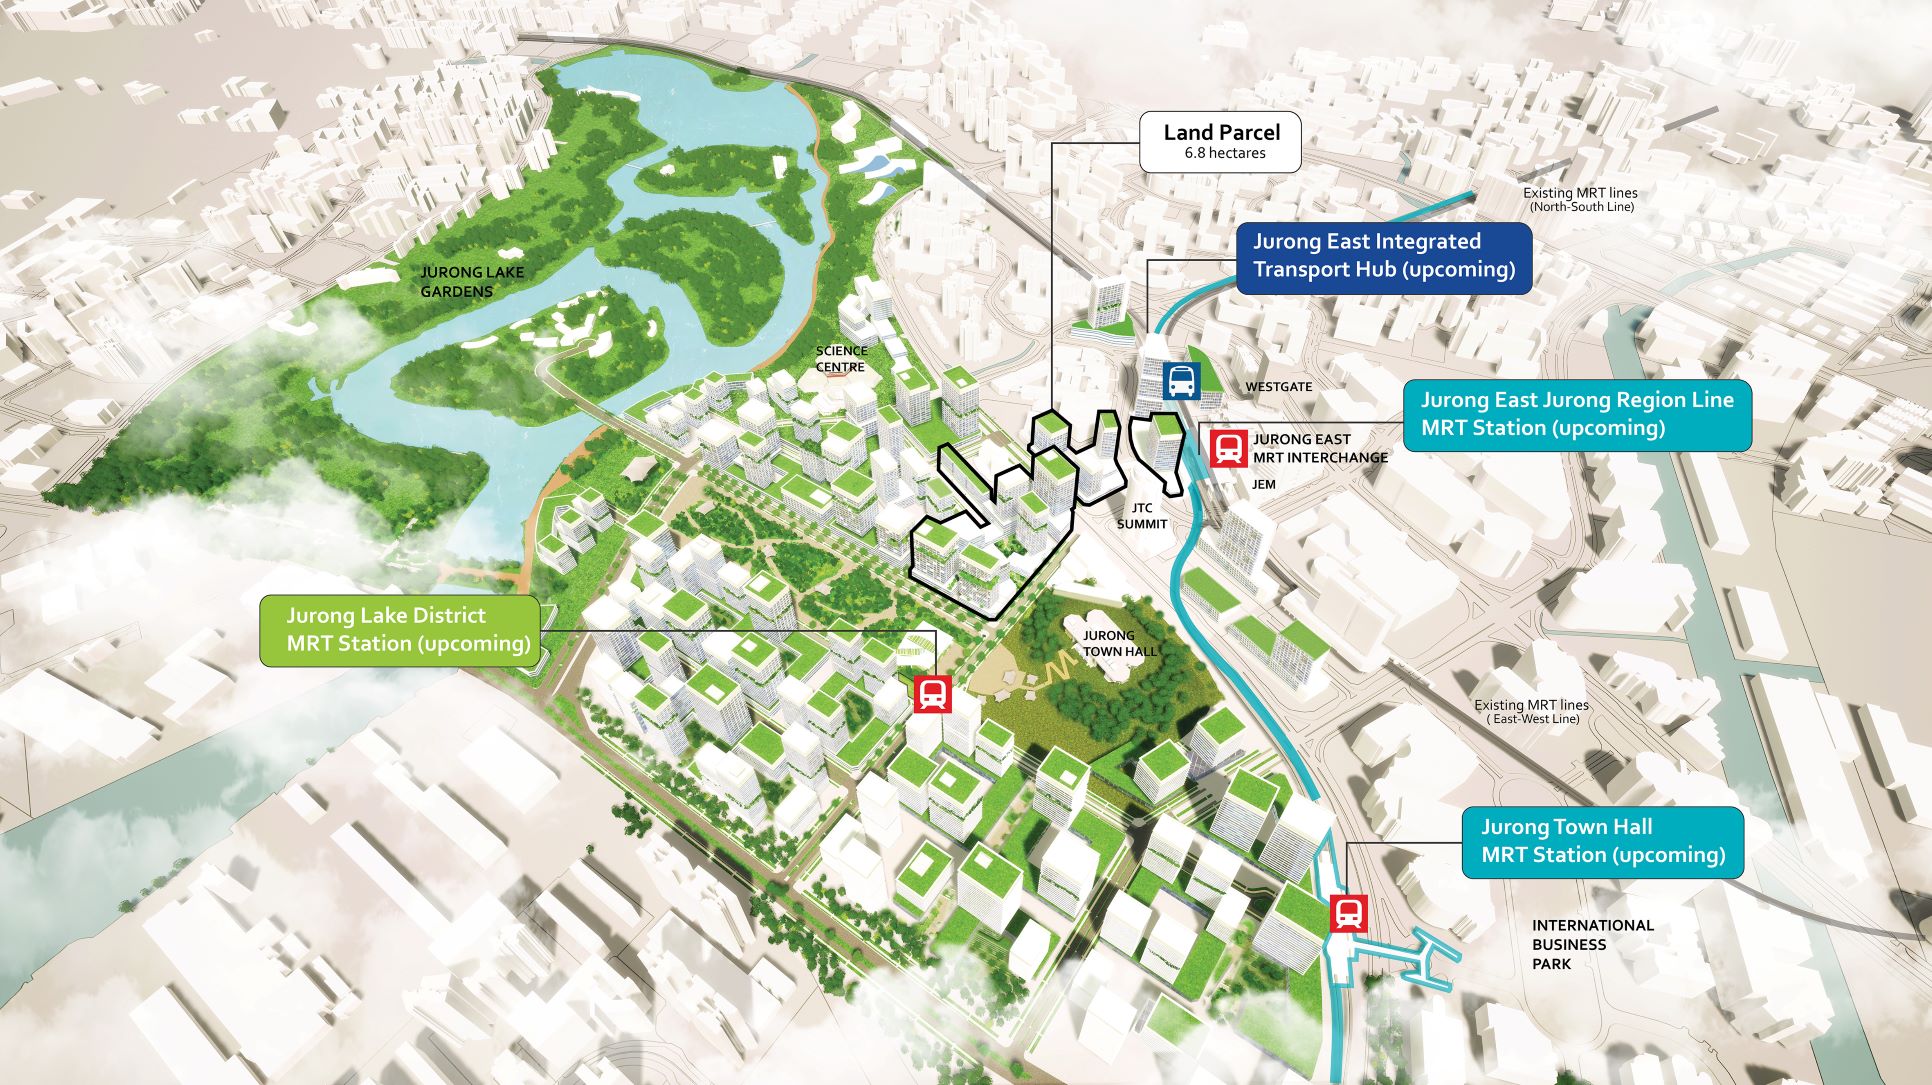 Land Parcel
6.8 hectares
Existing MRT lines
(North-South Line)
Jurong East Integrated
Transport Hub (upcoming)
JURONG LAKE
GARDENS
SCIENCE
CENTRE
WESTGATE
Jurong East Jurong Region Line
MRT Station (upcoming)
JURONG EAST
MRT INTERCHANGE
JEM
JTC
SUMMIT
Jurong Lake District
MRT Station (upcoming)
JURONG
TOWN HALL
Existing MRT lines
( East-West Line)
Jurong Town Hall
MRT Station (upcoming)
INTERNATIONAL
BUSINESS
PARK